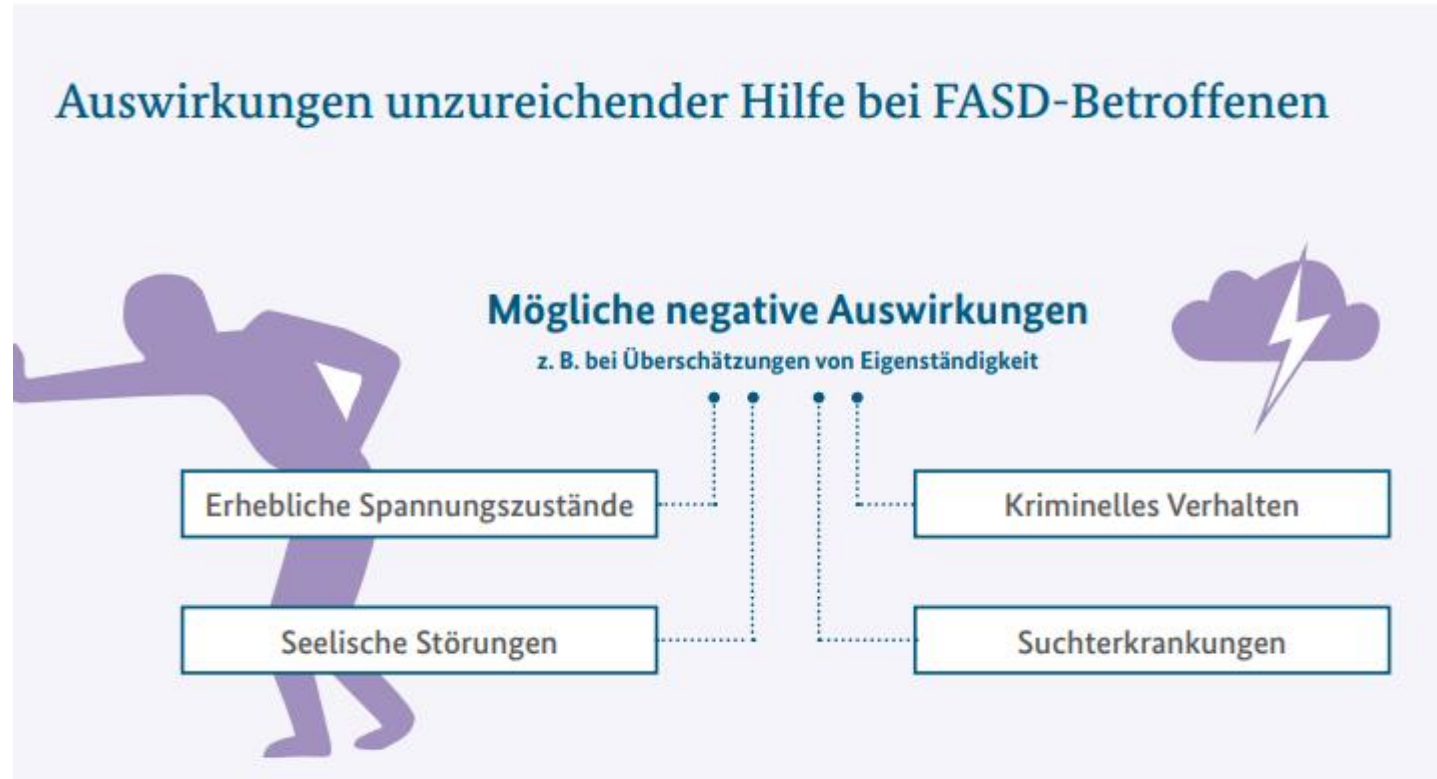 Auswirkungen unzureichender Hilfe bei FASD-Betroffenen
Mögliche negative Auswirkungen
z. B. bei Überschätzungen von Eigenständigkeit
Erhebliche Spannungszustände
Kriminelles Verhalten
Seelische Störungen
Suchterkrankungen